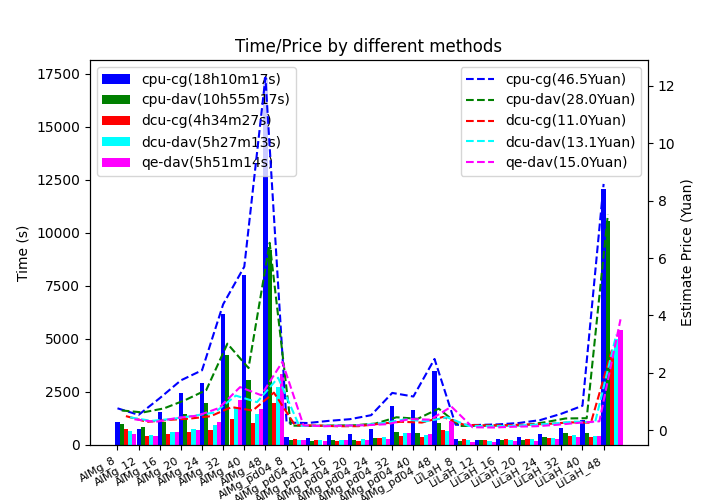 Time/Price by different methods
cpu-cg(18h10m17s)
cpu-dav(10h55m17s)
dcu-cg(4h34m27s)
dcu-dav(5h27m13s)
qe-dav(5h51m14s)
cpu-cg(46.5Yuan)
cpu-dav(28.0Yuan)
dcu-cg(11.0Yuan)
dcu-dav(13.1Yuan)
qe-dav(15.0Yuan)
Time (s)
17500
15000
12500
10000
7500
5000
2500
0
Estimate Price (Yuan)
12
10
8
6
4
2
0
AlMg_8
AlMg_12
AlMg_16
AlMg_20
AlMg_24
AlMg_32
AlMg_40
AlMg_48
AlMg_pd04_8
AlMg_pd04_12
AlMg_pd04_16
AlMg_pd04_20
AlMg_pd04_24
AlMg_pd04_32
AlMg_pd04_40
AlMg_pd04_48
LiLaH_8
LiLaH_12
LiLaH_16
LiLaH_20
LiLaH_24
LiLaH_32
LiLaH_40
LiLaH_48